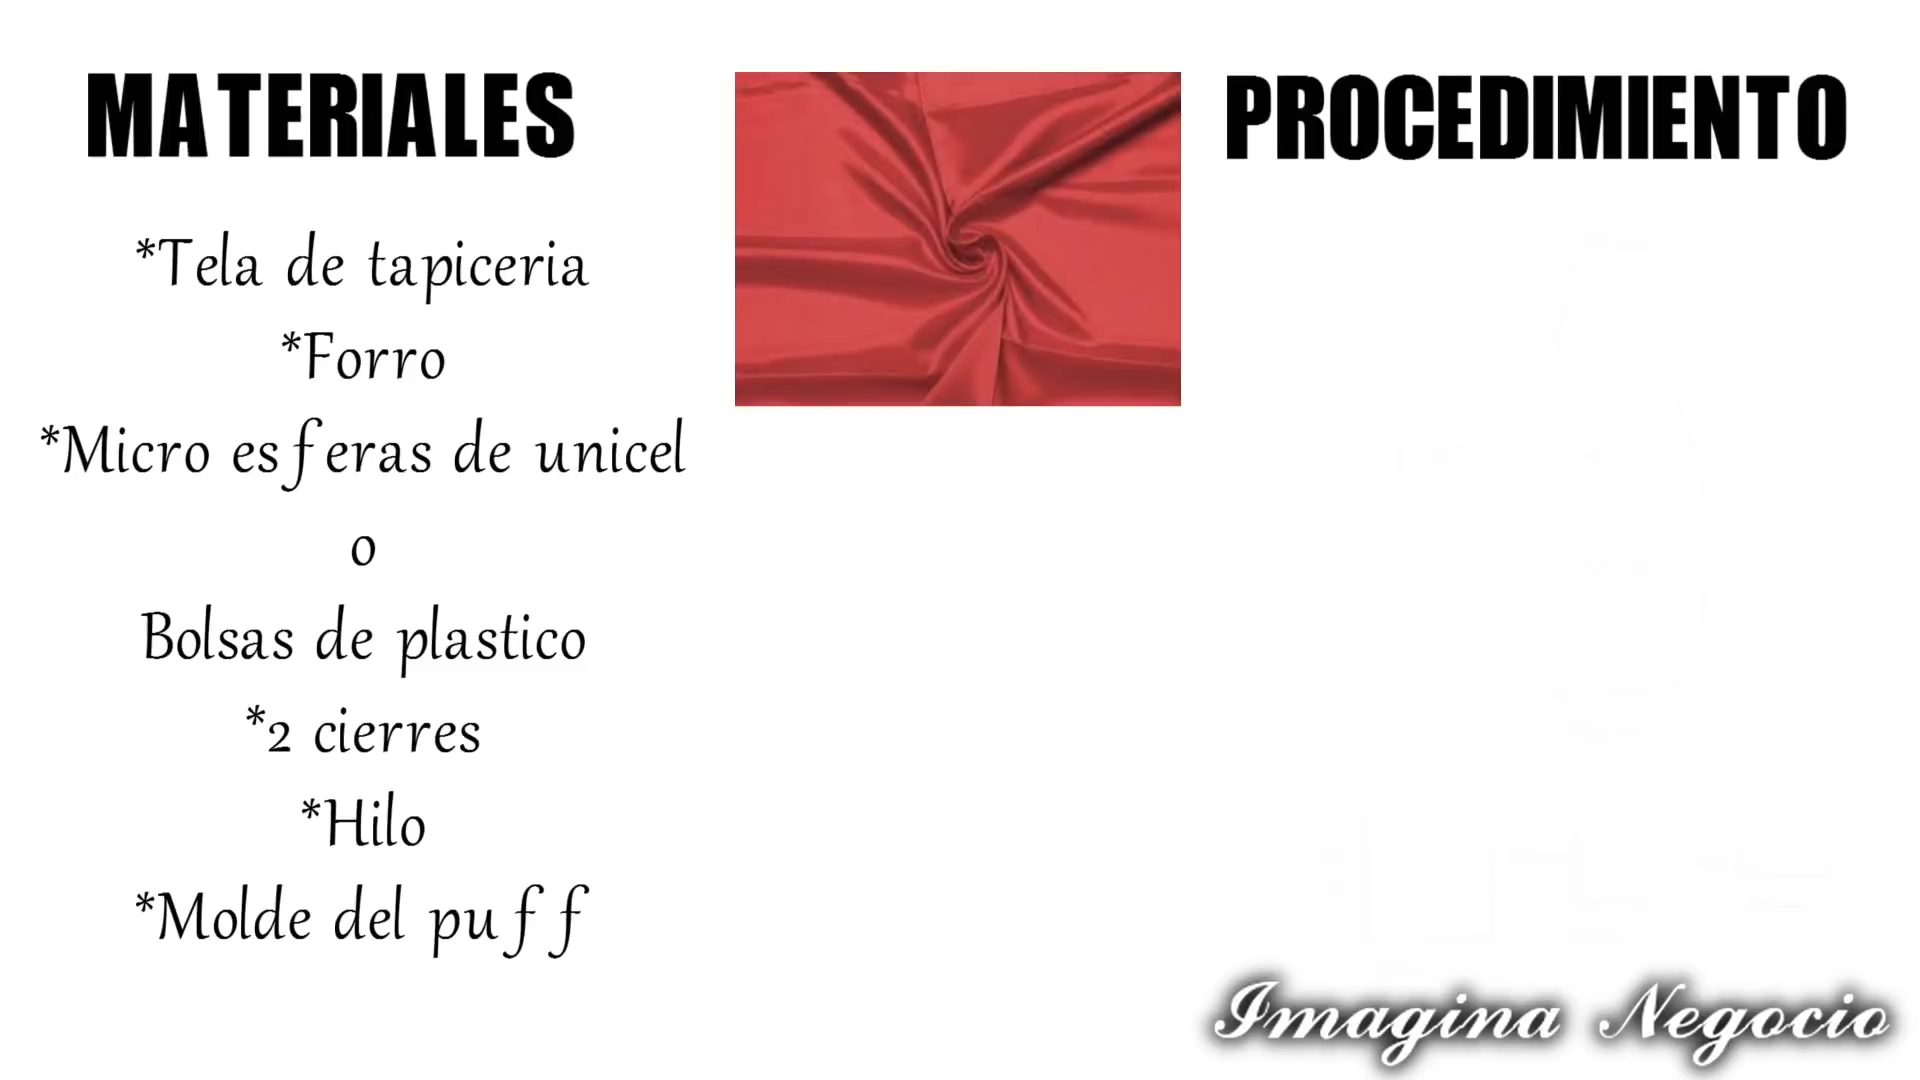 MATERIALES
*Tela de tapiceria
*Forro
*Micro esferas de unicel
o
Bolsas de plastico
*2 cierres
*Hilo
*Molde del puff
PROCEDIMIENTO
Imagina Negocio